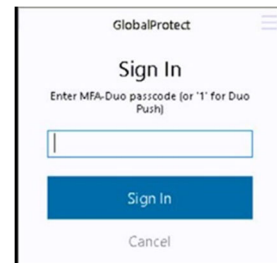 GlobalProtect
Sign In
Enter MFA-Duo passcode (or '1' for Duo
Push)
Sign In
Cancel